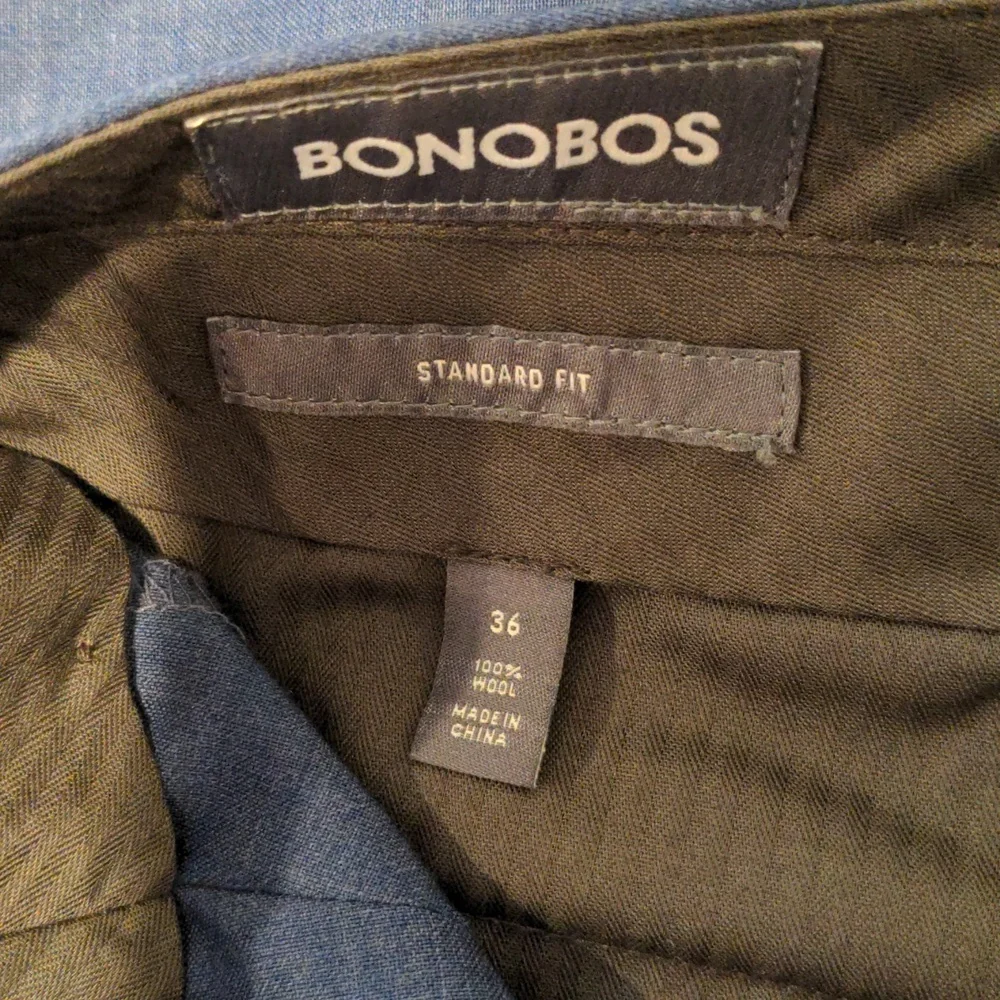 BONOBOS
STANDARD FIT
36
100%
WOOL
MADE IN
CHINA